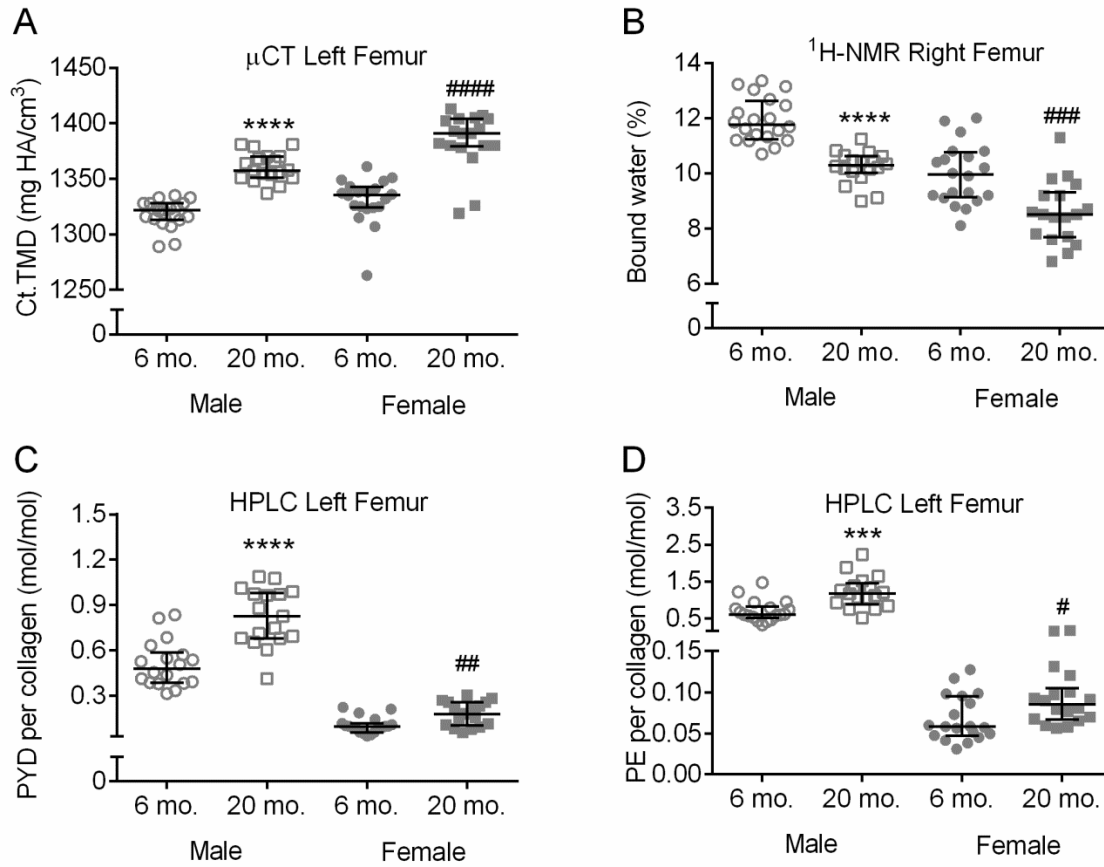 A
μCT Left Femur
Ct.TMD (mg HA/cm³)
1450
1400
1350
1300
1250
0
****
####
6 mo. 20 mo. 6 mo. 20 mo.
Male Female
B
¹H-NMR Right Femur
Bound water (%)
14
12
10
8
6
0
****
###
6 mo. 20 mo. 6 mo. 20 mo.
Male Female
C
HPLC Left Femur
PYD per collagen (mol/mol)
1.5
1.2
0.9
0.6
0.3
0
****
##
6 mo. 20 mo. 6 mo. 20 mo.
Male Female
D
HPLC Left Femur
PE per collagen (mol/mol)
3.5
2.5
1.5
0.5
0.10
0.05
0.00
***
#
6 mo. 20 mo. 6 mo. 20 mo.
Male Female